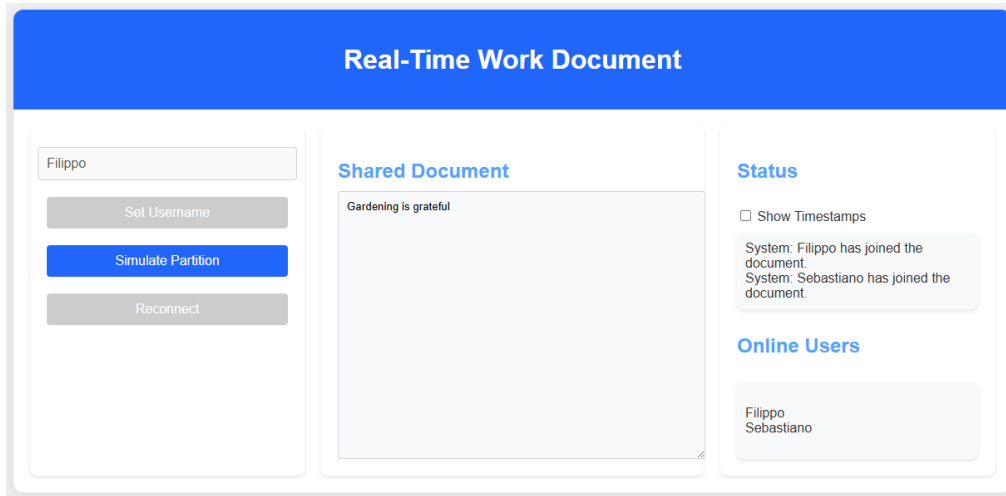 Real-Time Work Document
Filippo
Set Username
Simulate Partition
Reconnect
Shared Document
Gardening is grateful
Status
Show Timestamps
System: Filippo has joined the
document.
System: Sebastiano has joined the
document.
Online Users
Filippo
Sebastiano